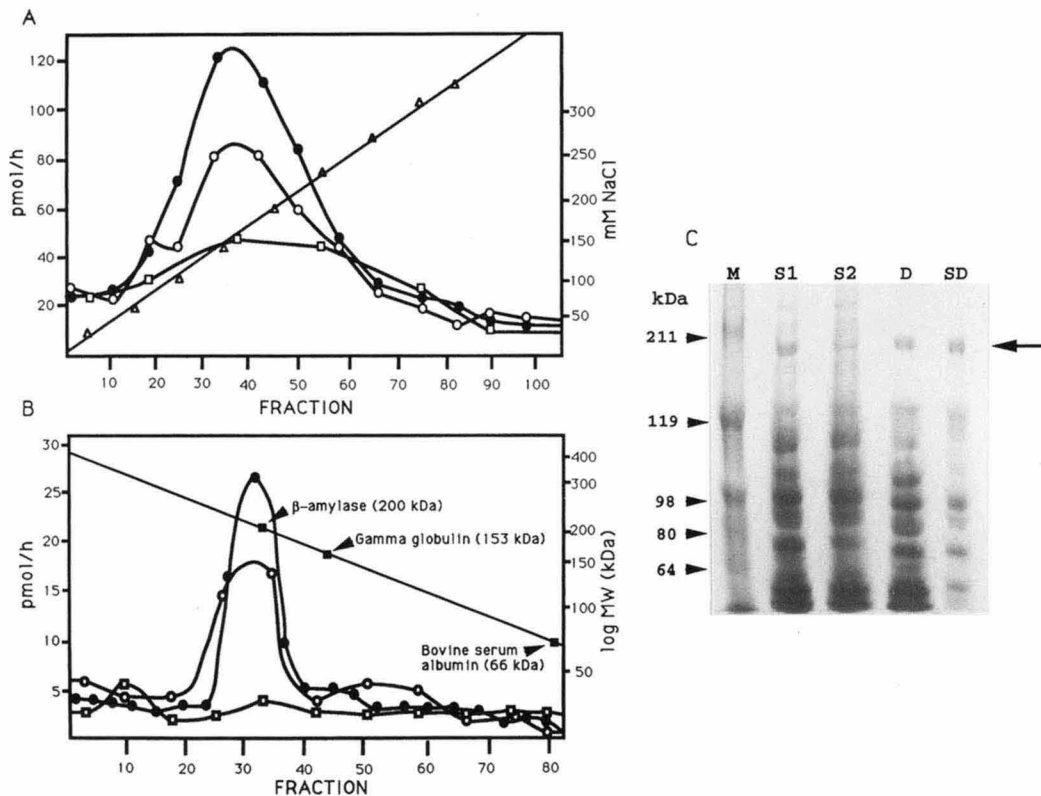 A
120
100
80
60
40
20
pmol/h
300
250
200
150
100
50
mM NaCl
10 20 30 40 50 60 70 80 90 100
FRACTION
B
30
25
20
15
10
5
pmol/h
400
300
200
150
100
50
log MW (kDa)
β-amylase (200 kDa)
Gamma globulin (153 kDa)
Bovine serum
albumin (66 kDa)
10 20 30 40 50 60 70 80
FRACTION
C
M S1 S2 D SD
kDa
211
119
98
80
64